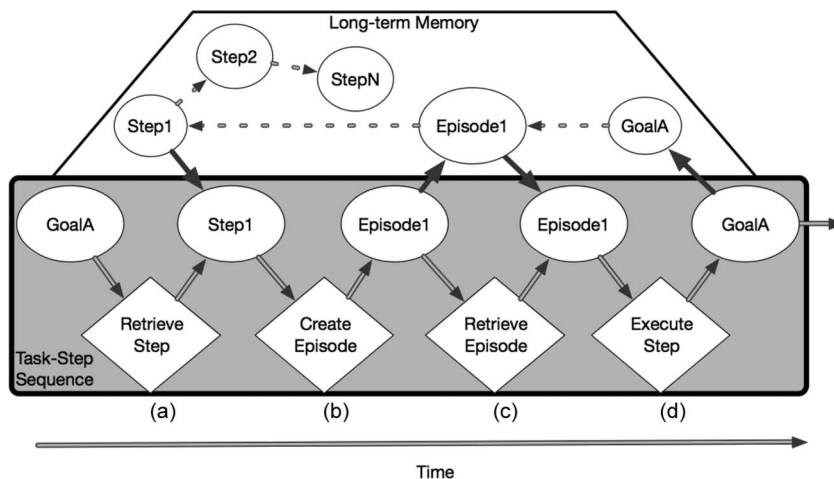 Long-term Memory
Step2
StepN
Step1
Episode1
GoalA
GoalA
Step1
Episode1
Episode1
GoalA
Retrieve
Step
Create
Episode
Retrieve
Episode
Execute
Step
Task-Step
Sequence
(a)
(b)
(c)
(d)
Time